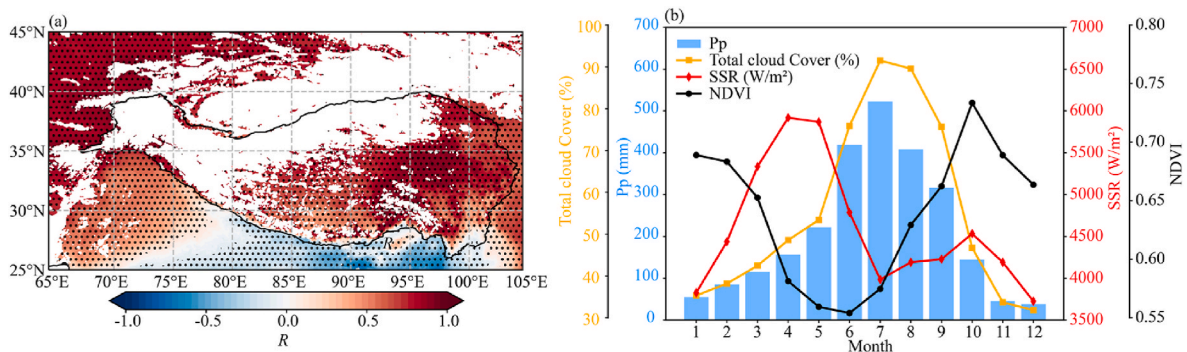 (a)
45°N
40°N
35°N
30°N
25°N
65°E 70°E 75°E 80°E 85°E 90°E 95°E 100°E 105°E
R
-1.0 -0.5 0.0 0.5 1.0
R
(b)
Total cloud Cover (%)
100
90
80
70
60
50
40
30
Pp (mm)
700
600
500
400
300
200
100
0
Pp
Total cloud Cover (%)
SSR (W/m²)
NDVI
1 2 3 4 5 6 7 8 9 10 11 12
Month
7000
6500
6000
5500
5000
4500
4000
3500
SSR (W/m²)
0.80
0.75
0.70
0.65
0.60
0.55
NDVI